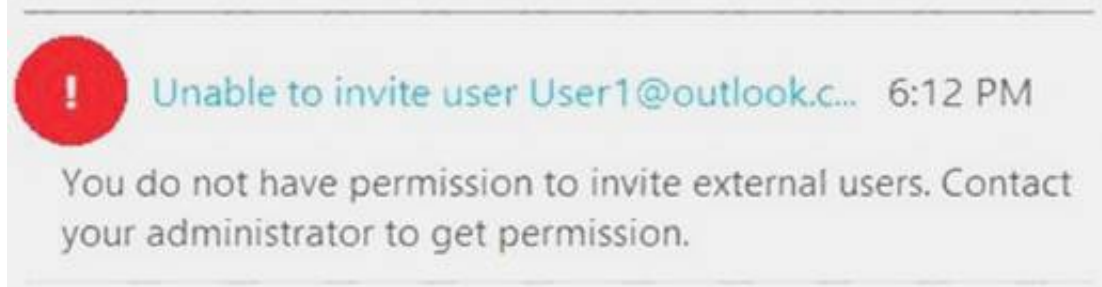 !
Unable to invite user User1@outlook.c... 6:12 PM
You do not have permission to invite external users. Contact
your administrator to get permission.